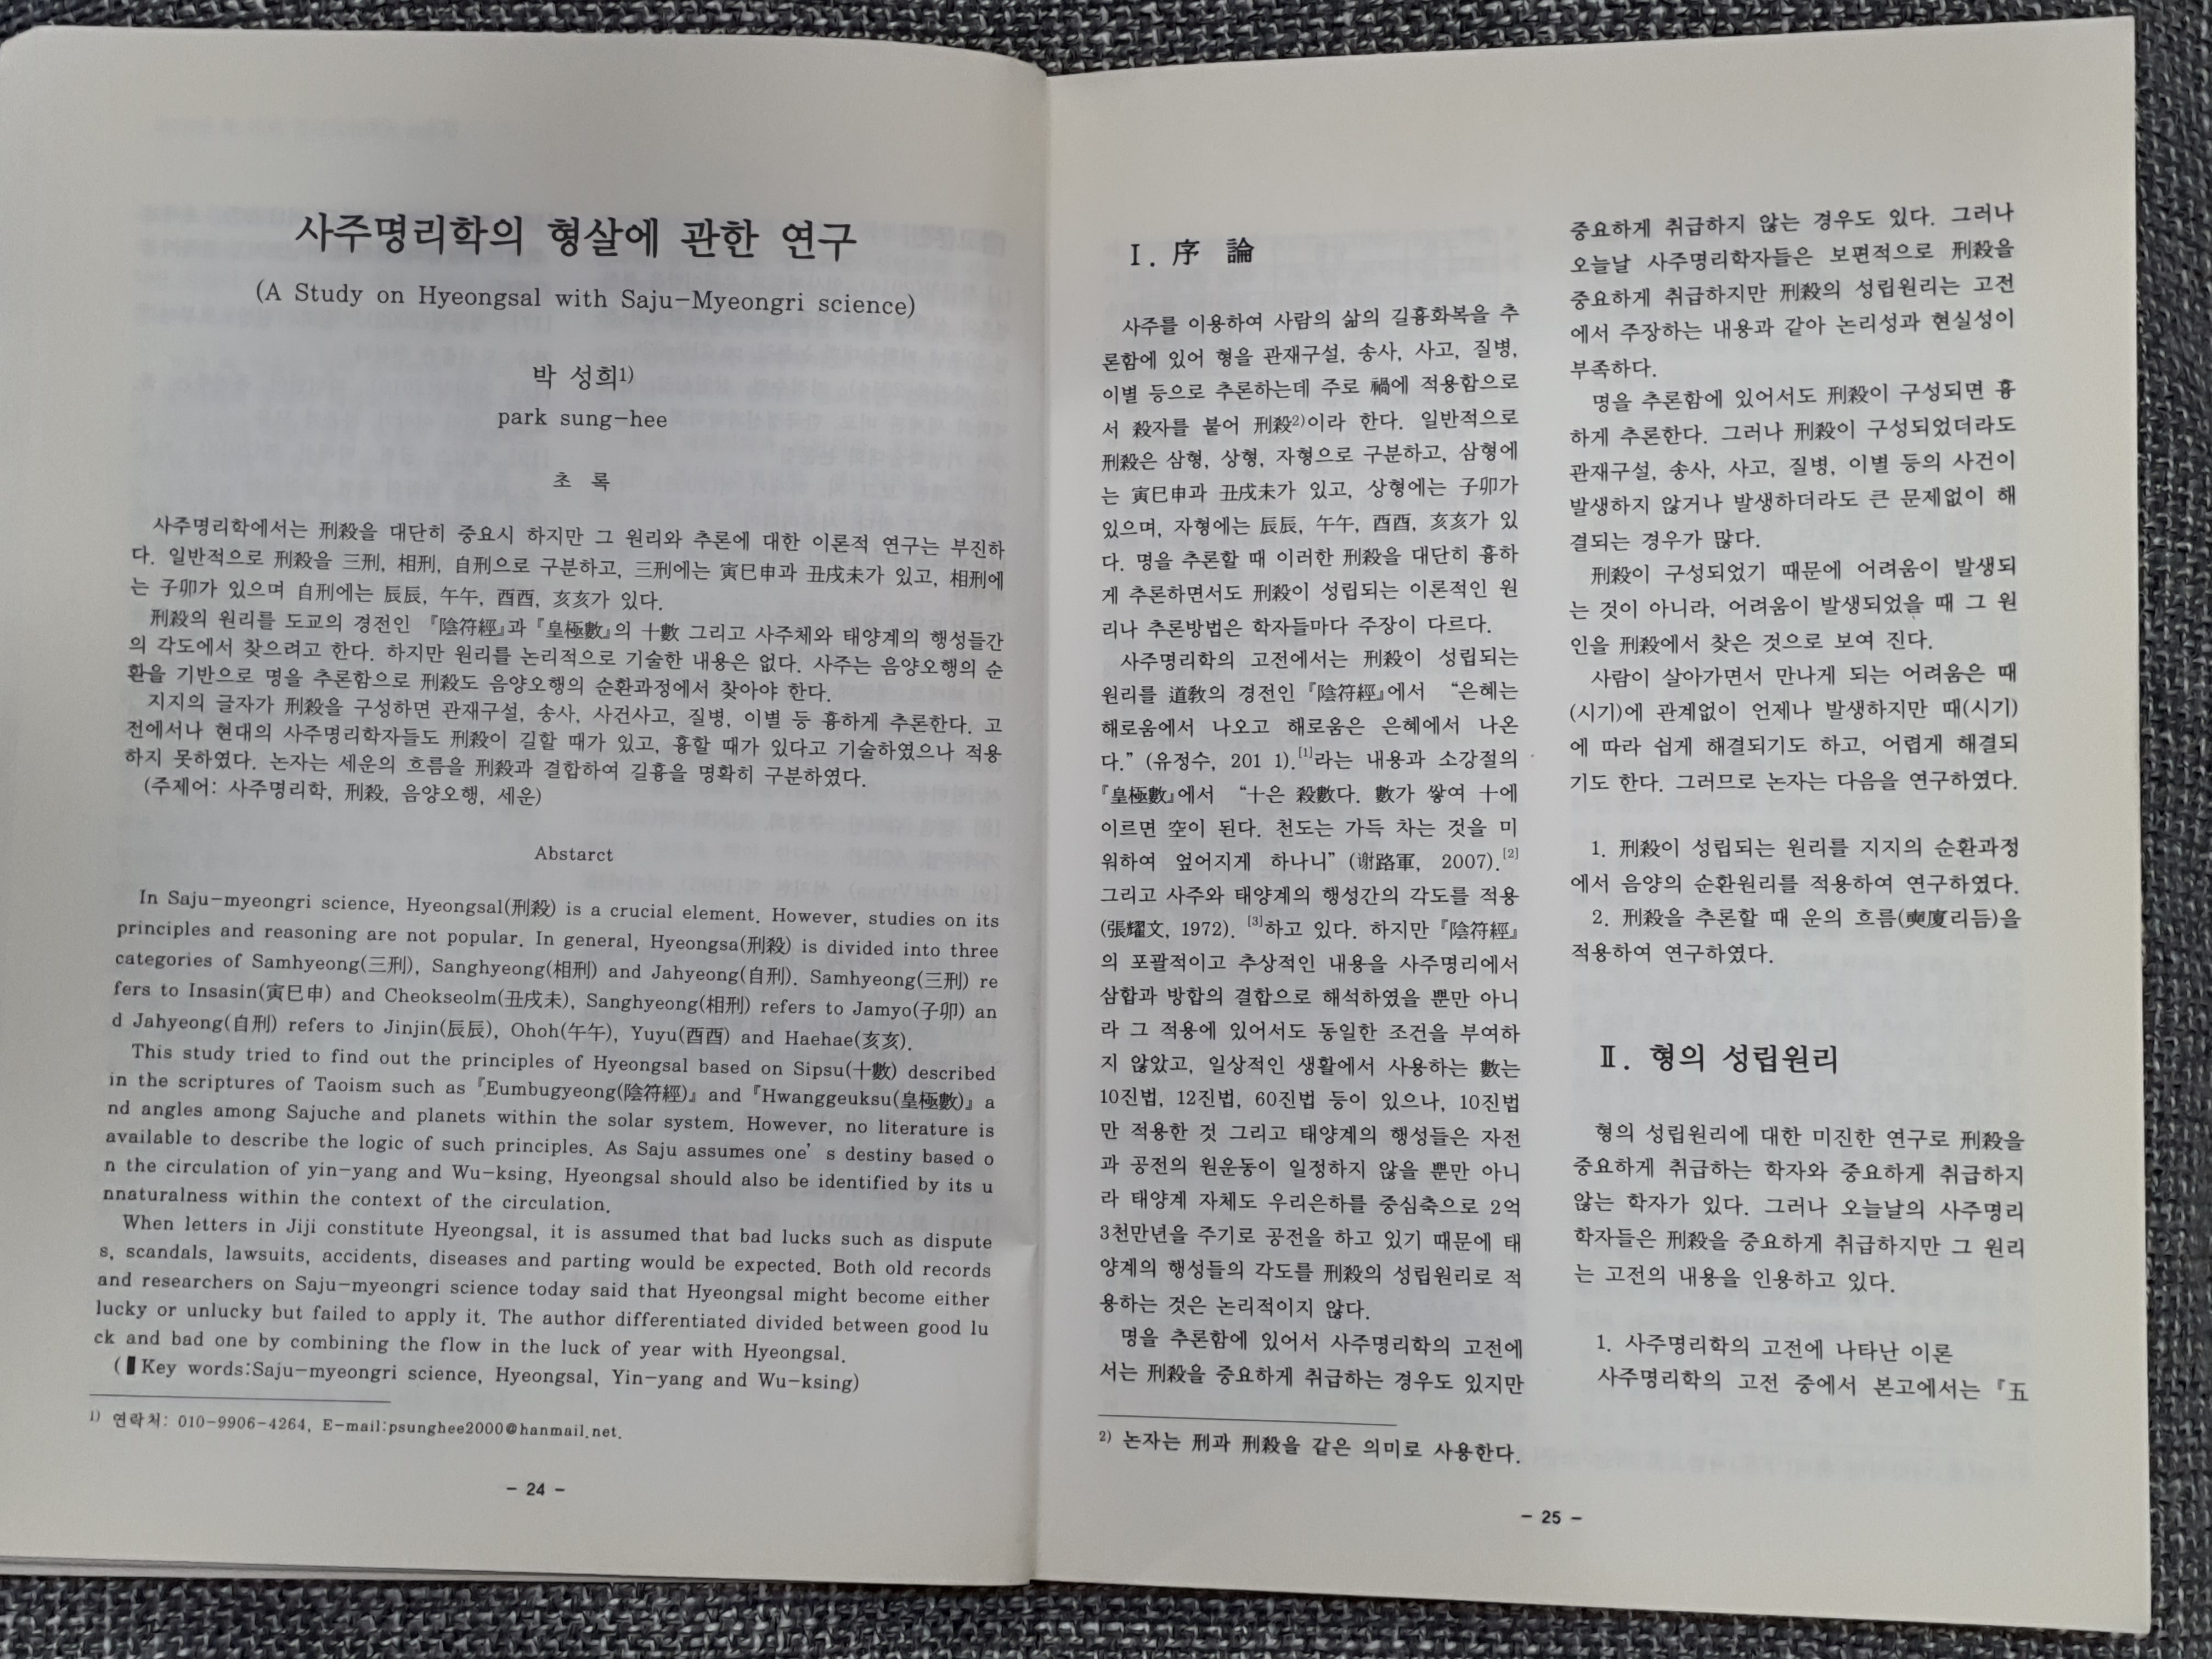 사주명리학의 형살에 관한 연구
(A Study on Hyeongsal with Saju-Myeongri science)
박 성희1)
park sung-hee
초 록
사주명리학에서는 刑殺을 대단히 중요시 하지만 그 원리와 추론에 대한 이론적 연구는 부진하
다. 일반적으로 刑殺을 三刑, 相刑, 自刑으로 구분하고, 三刑에는 寅巳申과 丑戌未가 있고, 相刑에
는 子卯가 있으며 自刑에는 辰辰, 午午, 酉酉, 亥亥가 있다.
刑殺의 원리를 도교의 경전인 『陰符經』과 『皇極數』의 十數 그리고 사주체와 태양계의 행성들간
의 각도에서 찾으려고 한다. 하지만 원리를 논리적으로 기술한 내용은 없다. 사주는 음양오행의 순
환을 기반으로 명을 추론함으로 刑殺도 음양오행의 순환과정에서 찾아야 한다.
지지의 글자가 刑殺을 구성하면 관재구설, 송사, 사건사고, 질병, 이별 등 흉하게 추론한다. 고
전에서나 현대의 사주명리학자들도 刑殺이 길할 때가 있고, 흉할 때가 있다고 기술하였으나 적용
하지 못하였다. 논자는 세운의 흐름을 刑殺과 결합하여 길흉을 명확히 구분하였다.
(주제어: 사주명리학, 刑殺, 음양오행, 세운)
Abstarct
In Saju-myeongri science, Hyeongsal(刑殺) is a crucial element. However, studies on its
principles and reasoning are not popular. In general, Hyeongsa(刑殺) is divided into three
categories of Samhyeong(三刑), Sanghyeong(相刑) and Jahyeong(自刑). Samhyeong(三刑) re
fers to Insasin(寅巳申) and Cheokseolm(丑戌未), Sanghyeong(相刑) refers to Jamyo(子卯) an
d Jahyeong(自刑) refers to Jinjin(辰辰), Ohoh(午午), Yuyu(酉酉) and Haehae(亥亥).
This study tried to find out the principles of Hyeongsal based on Sipsu(十數) described
in the scriptures of Taoism such as 『Eumbugyeong(陰符經)』 and 『Hwanggeuksu(皇極數)』 a
nd angles among Sajuche and planets within the solar system. However, no literature is
available to describe the logic of such principles. As Saju assumes one's destiny based o
n the circulation of yin-yang and Wu-ksing, Hyeongsal should also be identified by its u
nnaturalness within the context of the circulation.
When letters in Jiji constitute Hyeongsal, it is assumed that bad lucks such as dispute
s, scandals, lawsuits, accidents, diseases and parting would be expected. Both old records
and researchers on Saju-myeongri science today said that Hyeongsal might become either
lucky or unlucky but failed to apply it. The author differentiated divided between good lu
ck and bad one by combining the flow in the luck of year with Hyeongsal.
(▮Key words:Saju-myeongri science, Hyeongsal, Yin-yang and Wu-ksing)
1) 연락처: 010-9906-4264, E-mail:psunghee2000@hanmail.net.
- 24 -
Ⅰ. 序 論
사주를 이용하여 사람의 삶의 길흉화복을 추
론함에 있어 형을 관재구설, 송사, 사고, 질병,
이별 등으로 추론하는데 주로 禍에 적용함으로
서 殺자를 붙어 刑殺2)이라 한다. 일반적으로
刑殺은 삼형, 상형, 자형으로 구분하고, 삼형에
는 寅巳申과 丑戌未가 있고, 상형에는 子卯가
있으며, 자형에는 辰辰, 午午, 酉酉, 亥亥가 있
다. 명을 추론할 때 이러한 刑殺을 대단히 흉하
게 추론하면서도 刑殺이 성립되는 이론적인 원
리나 추론방법은 학자들마다 주장이 다르다.
사주명리학의 고전에서는 刑殺이 성립되는
원리를 道敎의 경전인 『陰符經』에서 “은혜는
해로움에서 나오고 해로움은 은혜에서 나온
다.” (유정수, 201 1).[1]라는 내용과 소강절의
『皇極數』에서 “十은 殺數다. 數가 쌓여 十에
이르면 空이 된다. 천도는 가득 차는 것을 미
워하여 엎어지게 하나니” (谢路軍, 2007).[2]
그리고 사주와 태양계의 행성간의 각도를 적용
(張耀文, 1972). [3]하고 있다. 하지만 『陰符經』
의 포괄적이고 추상적인 내용을 사주명리에서
삼합과 방합의 결합으로 해석하였을 뿐만 아니
라 그 적용에 있어서도 동일한 조건을 부여하
지 않았고, 일상적인 생활에서 사용하는 數는
10진법, 12진법, 60진법 등이 있으나, 10진법
만 적용한 것 그리고 태양계의 행성들은 자전
과 공전의 원운동이 일정하지 않을 뿐만 아니
라 태양계 자체도 우리은하를 중심축으로 2억
3천만년을 주기로 공전을 하고 있기 때문에 태
양계의 행성들의 각도를 刑殺의 성립원리로 적
용하는 것은 논리적이지 않다.
명을 추론함에 있어서 사주명리학의 고전에
서는 刑殺을 중요하게 취급하는 경우도 있지만
2) 논자는 刑과 刑殺을 같은 의미로 사용한다.
중요하게 취급하지 않는 경우도 있다. 그러나
오늘날 사주명리학자들은 보편적으로 刑殺을
중요하게 취급하지만 刑殺의 성립원리는 고전
에서 주장하는 내용과 같아 논리성과 현실성이
부족하다.
명을 추론함에 있어서도 刑殺이 구성되면 흉
하게 추론한다. 그러나 刑殺이 구성되었더라도
관재구설, 송사, 사고, 질병, 이별 등의 사건이
발생하지 않거나 발생하더라도 큰 문제없이 해
결되는 경우가 많다.
刑殺이 구성되었기 때문에 어려움이 발생되
는 것이 아니라, 어려움이 발생되었을 때 그 원
인을 刑殺에서 찾은 것으로 보여 진다.
사람이 살아가면서 만나게 되는 어려움은 때
(시기)에 관계없이 언제나 발생하지만 때(시기)
에 따라 쉽게 해결되기도 하고, 어렵게 해결되
기도 한다. 그러므로 논자는 다음을 연구하였다.
1. 刑殺이 성립되는 원리를 지지의 순환과정
에서 음양의 순환원리를 적용하여 연구하였다.
2. 刑殺을 추론할 때 운의 흐름(奭廈리듬)을
적용하여 연구하였다.
Ⅱ. 형의 성립원리
형의 성립원리에 대한 미진한 연구로 刑殺을
중요하게 취급하는 학자와 중요하게 취급하지
않는 학자가 있다. 그러나 오늘날의 사주명리
학자들은 刑殺을 중요하게 취급하지만 그 원리
는 고전의 내용을 인용하고 있다.
1. 사주명리학의 고전에 나타난 이론
사주명리학의 고전 중에서 본고에서는 『五
- 25 -